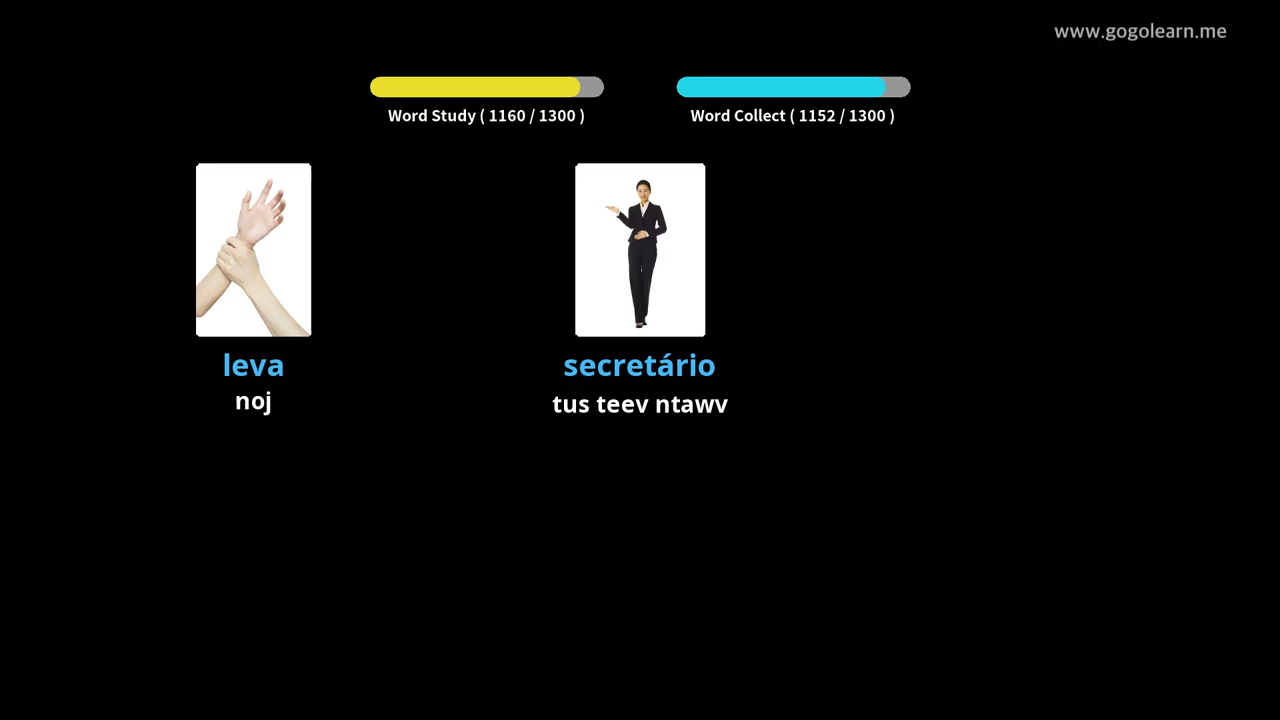 www.gogolearn.me
Word Study ( 1160 / 1300 )
Word Collect ( 1152 / 1300 )
leva
noj
secretário
tus teev ntawv